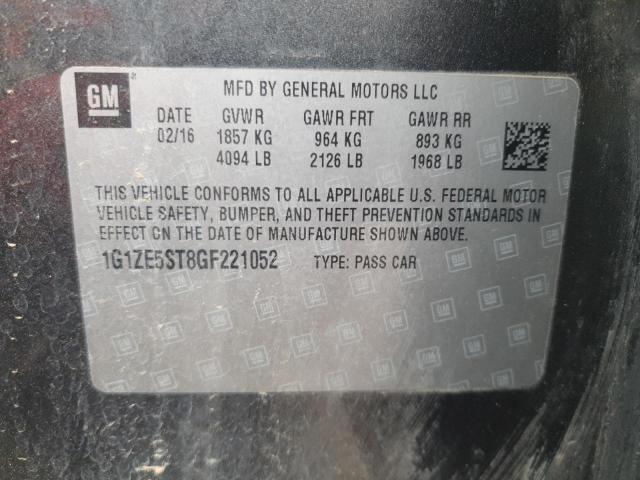 GM
MFD BY GENERAL MOTORS LLC
DATE GVWR GAWR FRT GAWR RR
02/16 1857 KG 964 KG 893 KG
4094 LB 2126 LB 1968 LB
THIS VEHICLE CONFORMS TO ALL APPLICABLE U.S. FEDERAL MOTOR
VEHICLE SAFETY, BUMPER, AND THEFT PREVENTION STANDARDS IN
EFFECT ON THE DATE OF MANUFACTURE SHOWN ABOVE.
1G1ZE5ST8GF221052 TYPE: PASS CAR